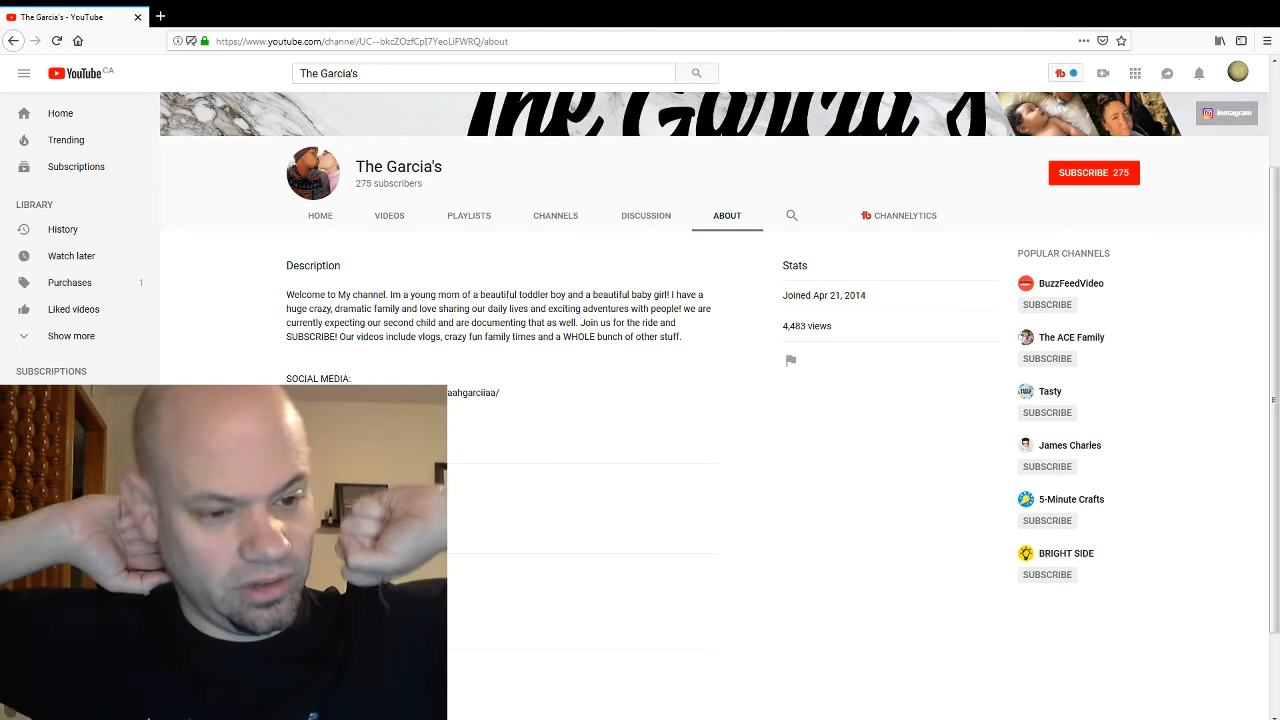 The Garcia's - YouTube
https://www.youtube.com/channel/UC--bkcZOzfCpI7YeoLiFWRQ/about
YouTube CA
The Garcia's
The Garcia's
Instagram
Home
Trending
Subscriptions
LIBRARY
History
Watch later
Purchases 1
Liked videos
Show more
SUBSCRIPTIONS
The Garcia's
275 subscribers
SUBSCRIBE 275
HOME VIDEOS PLAYLISTS CHANNELS DISCUSSION ABOUT CHANNELYTICS
Description
Welcome to My channel. Im a young mom of a beautiful toddler boy and a beautiful baby girl! I have a
huge crazy, dramatic family and love sharing our daily lives and exciting adventures with people! we are
currently expecting our second child and are documenting that as well. Join us for the ride and
SUBSCRIBE! Our videos include vlogs, crazy fun family times and a WHOLE bunch of other stuff.
SOCIAL MEDIA:
aahgarciiaa/
Stats
Joined Apr 21, 2014
4,483 views
POPULAR CHANNELS
BuzzFeedVideo
SUBSCRIBE
The ACE Family
SUBSCRIBE
Tasty
SUBSCRIBE
James Charles
SUBSCRIBE
5-Minute Crafts
SUBSCRIBE
BRIGHT SIDE
SUBSCRIBE